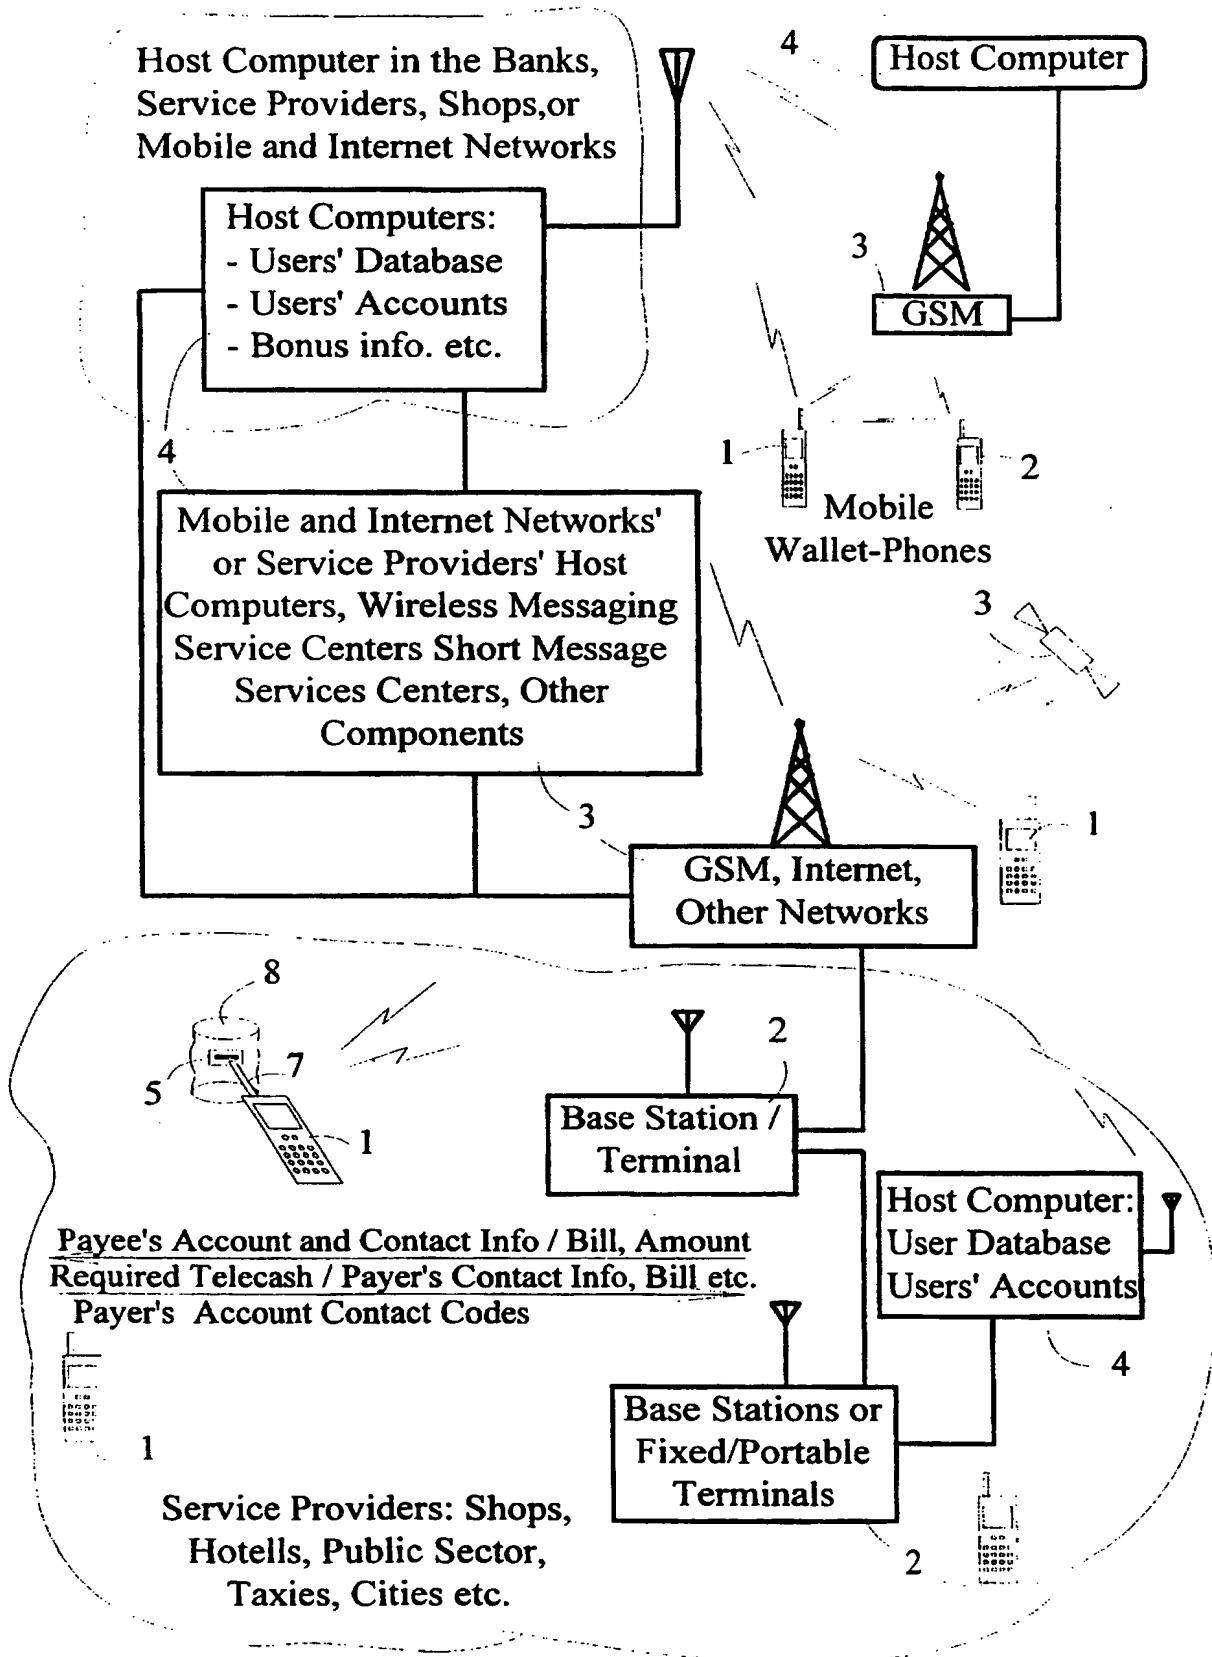 Host Computer in the Banks,
Service Providers, Shops,or
Mobile and Internet Networks
4
Host Computer
Host Computers:
- Users' Database
- Users' Accounts
- Bonus info. etc.
3
GSM
4
1
2
Mobile
Wallet-Phones
Mobile and Internet Networks'
or Service Providers' Host
Computers, Wireless Messaging
Service Centers Short Message
Services Centers, Other
Components
3
3
1
GSM, Internet,
Other Networks
8
5
7
1
2
Base Station /
Terminal
Host Computer:
User Database
Users' Accounts
4
Payee's Account and Contact Info / Bill, Amount
Required Telecash / Payer's Contact Info, Bill etc.
Payer's Account Contact Codes
1
Base Stations or
Fixed/Portable
Terminals
2
Service Providers: Shops,
Hotells, Public Sector,
Taxies, Cities etc.